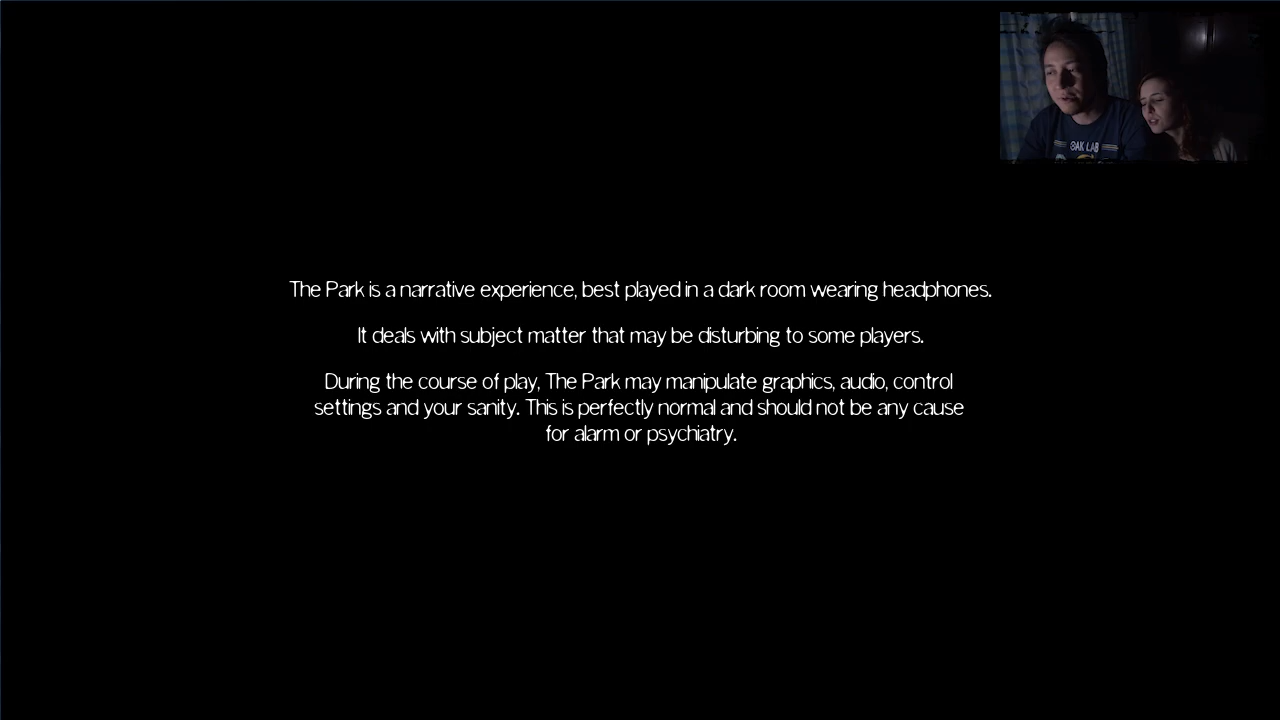 OAK LAB
The Park is a narrative experience, best played in a dark room wearing headphones.
It deals with subject matter that may be disturbing to some players.
During the course of play, The Park may manipulate graphics, audio, control
settings and your sanity. This is perfectly normal and should not be any cause
for alarm or psychiatry.